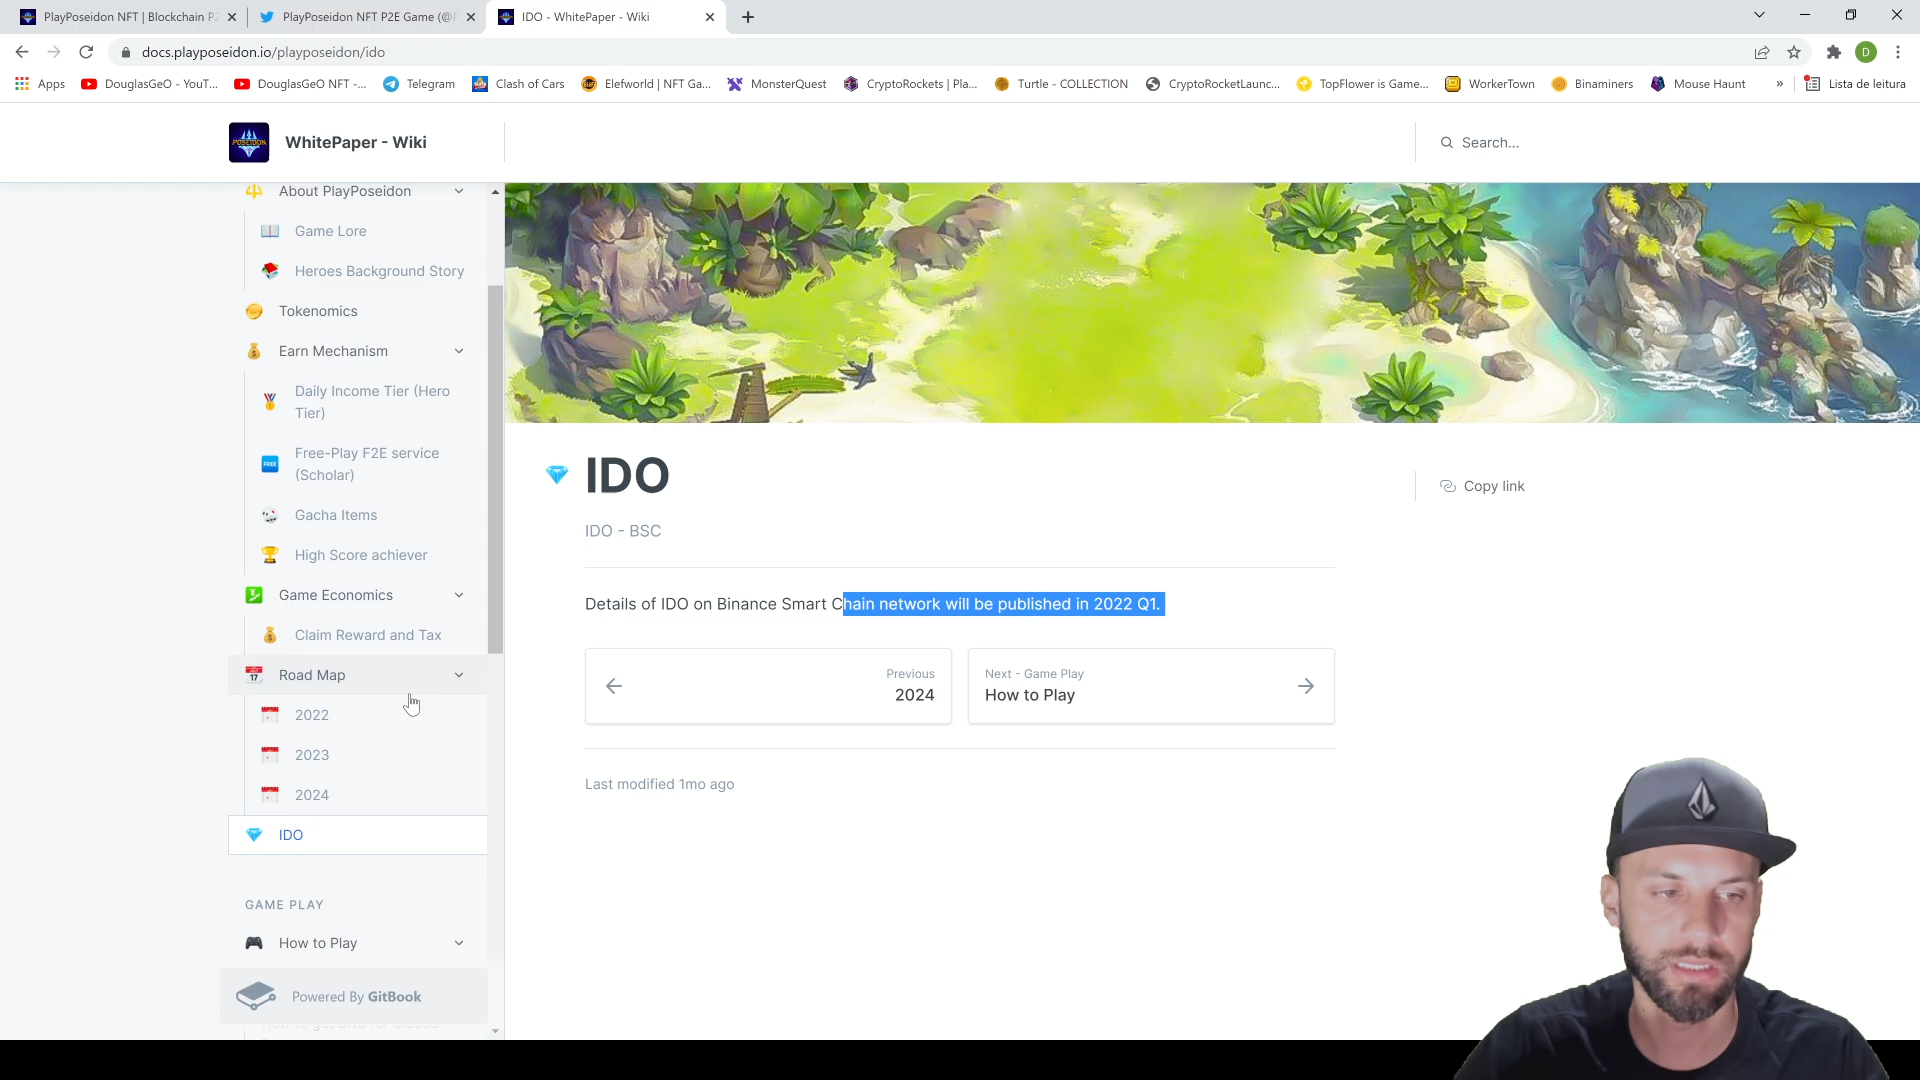 PlayPoseidon NFT | Blockchain P2
PlayPoseidon NFT P2E Game (@P
IDO - WhitePaper - Wiki
docs.playposeidon.io/playposeidon/ido
D
Apps
DouglasGeO - YouT...
DouglasGeO NFT -...
Telegram
Clash of Cars
Elefworld | NFT Ga...
MonsterQuest
CryptoRockets | Pla...
Turtle - COLLECTION
CryptoRocketLaunc...
TopFlower is Game...
WorkerTown
Binaminers
Mouse Haunt
»
Lista de leitura
POSEIDON
WhitePaper - Wiki
Search...
About PlayPoseidon
Game Lore
Heroes Background Story
Tokenomics
Earn Mechanism
Daily Income Tier (Hero
Tier)
FREE
Free-Play F2E service
(Scholar)
Gacha Items
High Score achiever
Game Economics
Claim Reward and Tax
17
Road Map
2022
2023
2024
IDO
GAME PLAY
How to Play
Powered By GitBook
IDO
Copy link
IDO - BSC
Details of IDO on Binance Smart Chain network will be published in 2022 Q1.
Previous
2024
Next - Game Play
How to Play
Last modified 1mo ago